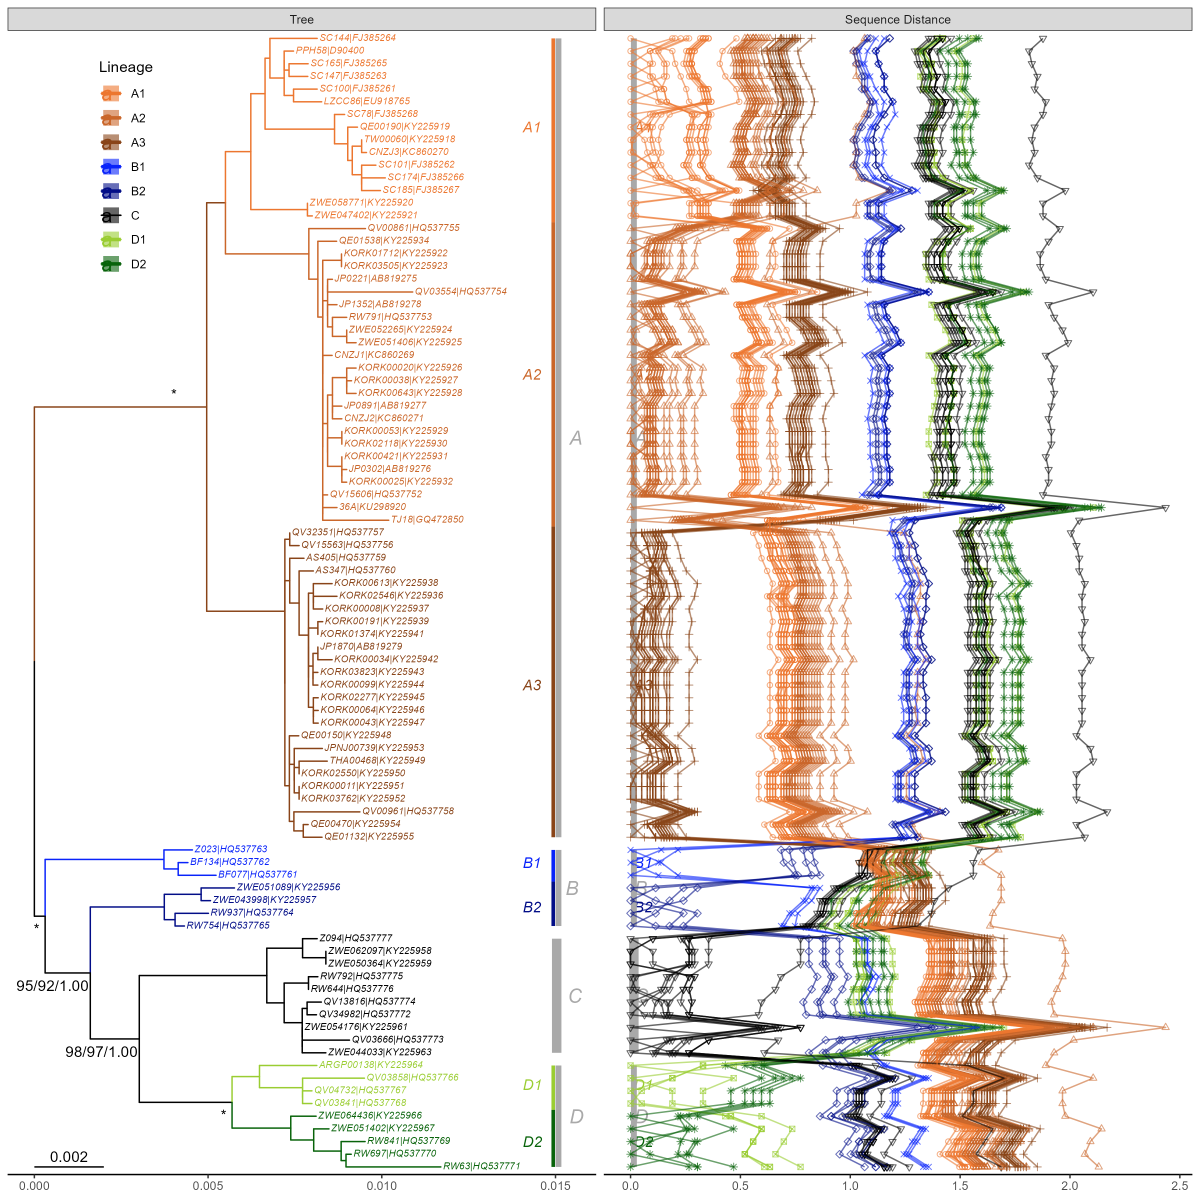 Tree
Sequence Distance
Lineage
A1
A2
A3
B1
B2
C
D1
D2
SC144|FJ385264
PPH58|D90400
SC165|FJ385265
SC147|FJ385263
SC100|FJ385261
LZCC86|EU918765
SC78|FJ385268
QE00190|KY225919
TW00060|KY225918
CNZJ3|KC860270
SC101|FJ385262
SC174|FJ385266
SC185|FJ385267
ZWE058771|KY225920
ZWE047402|KY225921
QV00861|HQ537755
QE01538|KY225934
KORK01712|KY225922
KORK03505|KY225923
JP0221|AB819275
QV03554|HQ537754
JP1352|AB819278
RW791|HQ537753
ZWE052265|KY225924
ZWE051406|KY225925
CNZJ1|KC860269
KORK00020|KY225926
KORK00038|KY225927
KORK00643|KY225928
JP0891|AB819277
CNZJ2|KC860271
KORK00053|KY225929
KORK02118|KY225930
KORK00421|KY225931
JP0302|AB819276
KORK00025|KY225932
QV15606|HQ537752
36A|KU298920
TJ18|GQ472850
QV32351|HQ537757
QV15563|HQ537756
AS405|HQ537759
AS347|HQ537760
KORK00613|KY225938
KORK02546|KY225936
KORK00008|KY225937
KORK00191|KY225939
KORK01374|KY225941
JP1870|AB819279
KORK00034|KY225942
KORK03823|KY225943
KORK00099|KY225944
KORK02277|KY225945
KORK00064|KY225946
KORK00043|KY225947
QE00150|KY225948
JPNJ00739|KY225953
THA00468|KY225949
KORK02550|KY225950
KORK00011|KY225951
KORK03762|KY225952
QV00961|HQ537758
QE00470|KY225954
QE01132|KY225955
Z023|HQ537763
BF134|HQ537762
BF077|HQ537761
ZWE051089|KY225956
ZWE043998|KY225957
RW937|HQ537764
RW754|HQ537765
Z094|HQ537777
ZWE062097|KY225958
ZWE050364|KY225959
RW792|HQ537775
RW644|HQ537776
QV13816|HQ537774
QV34982|HQ537772
ZWE054176|KY225961
QV03666|HQ537773
ZWE044033|KY225963
ARGP00138|KY225964
QV03858|HQ537766
QV04732|HQ537767
QV03841|HQ537768
ZWE064436|KY225966
ZWE051402|KY225967
RW841|HQ537769
RW697|HQ537770
RW63|HQ537771
A1
A2
A
A3
B1
B
B2
C
D1
D
D2
*
*
95/92/1.00
98/97/1.00
*
0.002
B1
B2
D1
D2
0.000
0.005
0.010
0.015
0.0
0.5
1.0
1.5
2.0
2.5